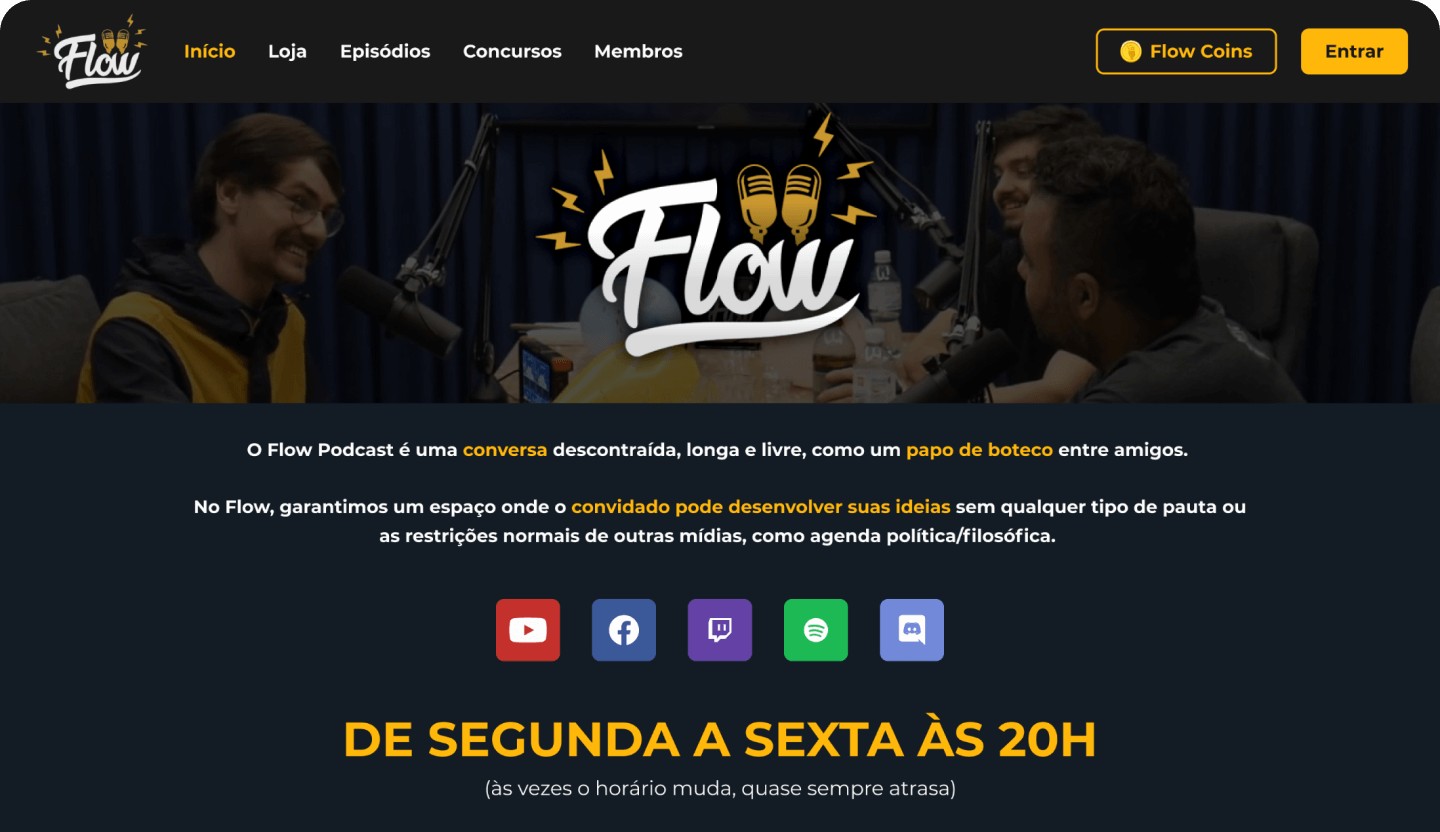 Flow
Início
Loja
Episódios
Concursos
Membros
Flow Coins
Entrar
Flow
O Flow Podcast é uma conversa descontraída, longa e livre, como um papo de boteco entre amigos.
No Flow, garantimos um espaço onde o convidado pode desenvolver suas ideias sem qualquer tipo de pauta ou
as restrições normais de outras mídias, como agenda política/filosófica.
DE SEGUNDA A SEXTA ÀS 20H
(às vezes o horário muda, quase sempre atrasa)